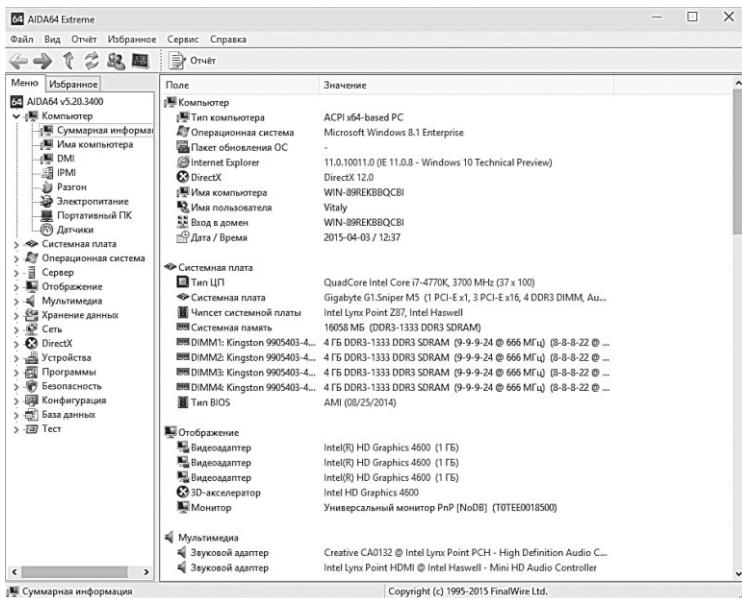 AIDA64 Extreme
Файл Вид Отчёт Избранное Сервис Справка
Отчёт
Меню Избранное
AIDA64 v5.20.3400
Компьютер
Суммарная информа
Имя компьютера
DMI
IPMI
Разгон
Электропитание
Портативный ПК
Датчики
Системная плата
Операционная система
Сервер
Отображение
Мультимедиа
Хранение данных
Сеть
DirectX
Устройства
Программы
Безопасность
Конфигурация
База данных
Тест
Поле Значение
Компьютер
Тип компьютера ACPI x64-based PC
Операционная система Microsoft Windows 8.1 Enterprise
Пакет обновления ОС -
Internet Explorer 11.0.10011.0 (IE 11.0.8 - Windows 10 Technical Preview)
DirectX DirectX 12.0
Имя компьютера WIN-89REKBBQCBI
Имя пользователя Vitaly
Вход в домен WIN-89REKBBQCBI
Дата / Время 2015-04-03 / 12:37
Системная плата
Тип ЦП QuadCore Intel Core i7-4770K, 3700 MHz (37 x 100)
Системная плата Gigabyte G1.Sniper M5 (1 PCI-E x1, 3 PCI-E x16, 4 DDR3 DIMM, Au...
Чипсет системной платы Intel Lynx Point Z87, Intel Haswell
Системная память 16058 МБ (DDR3-1333 DDR3 SDRAM)
DIMM1: Kingston 9905403-4... 4 ГБ DDR3-1333 DDR3 SDRAM (9-9-9-24 @ 666 МГц) (8-8-8-22 @ ...
DIMM2: Kingston 9905403-4... 4 ГБ DDR3-1333 DDR3 SDRAM (9-9-9-24 @ 666 МГц) (8-8-8-22 @ ...
DIMM3: Kingston 9905403-4... 4 ГБ DDR3-1333 DDR3 SDRAM (9-9-9-24 @ 666 МГц) (8-8-8-22 @ ...
DIMM4: Kingston 9905403-4... 4 ГБ DDR3-1333 DDR3 SDRAM (9-9-9-24 @ 666 МГц) (8-8-8-22 @ ...
Тип BIOS AMI (08/25/2014)
Отображение
Видеоадаптер Intel(R) HD Graphics 4600 (1 ГБ)
Видеоадаптер Intel(R) HD Graphics 4600 (1 ГБ)
Видеоадаптер Intel(R) HD Graphics 4600 (1 ГБ)
3D-акселератор Intel HD Graphics 4600
Монитор Универсальный монитор PnP [NoDB] (T0TEE0018500)
Мультимедиа
Звуковой адаптер Creative CA0132 @ Intel Lynx Point PCH - High Definition Audio C...
Звуковой адаптер Intel Lynx Point HDMI @ Intel Haswell - Mini HD Audio Controller
Суммарная информация Copyright (c) 1995-2015 FinalWire Ltd.